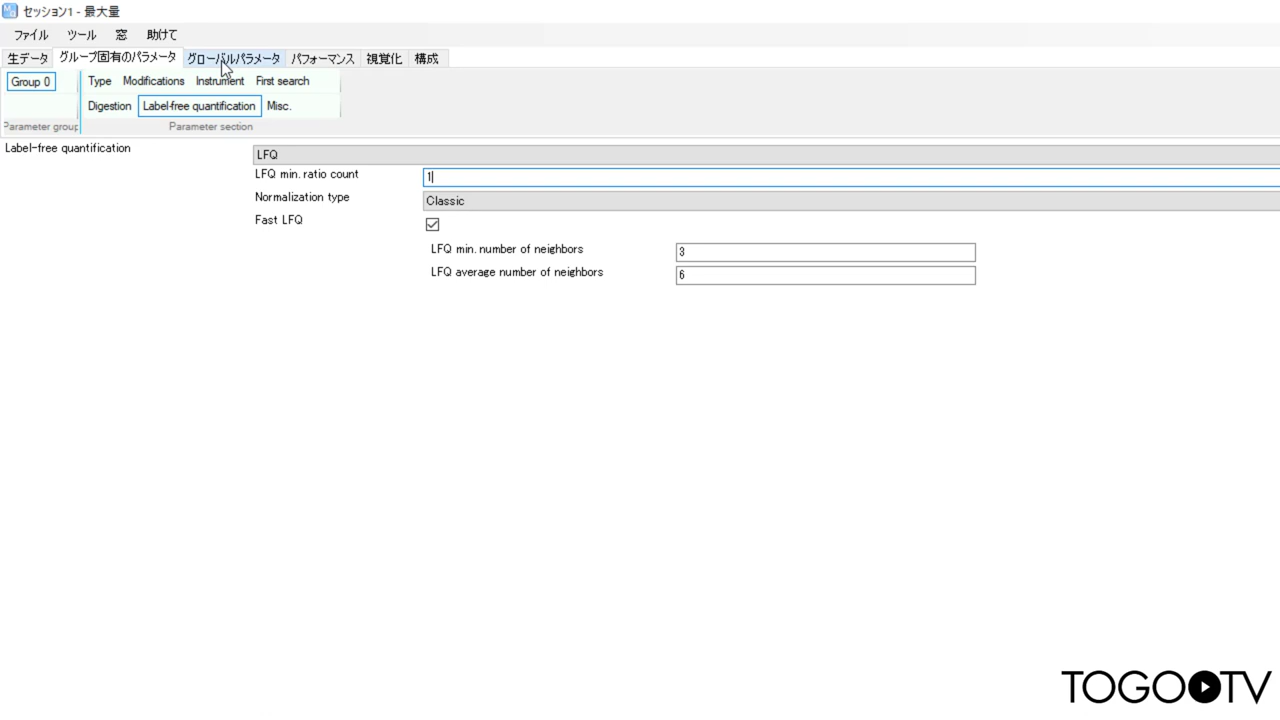 セッション1 - 最大量
ファイル ツール 窓 助けて
生データ グループ固有のパラメータ グローバルパラメータ パフォーマンス 視覚化 構成
Group 0 Type Modifications Instrument First search
Digestion Label-free quantification Misc.
Parameter group Parameter section
Label-free quantification
LFQ
LFQ min. ratio count 1
Normalization type Classic
Fast LFQ
LFQ min. number of neighbors 3
LFQ average number of neighbors 6
TOGO TV